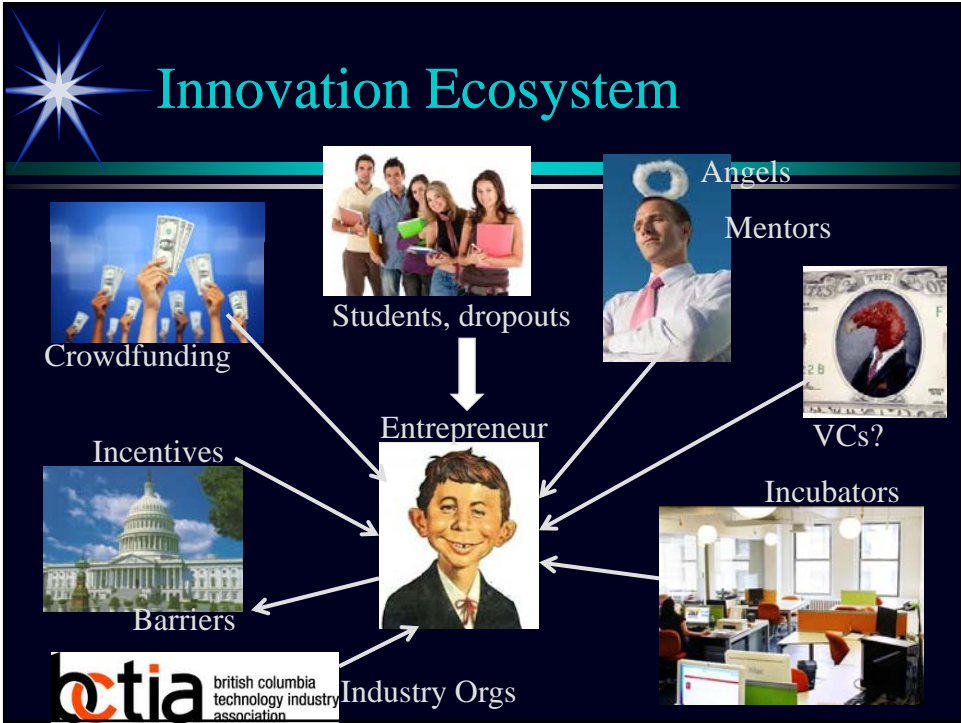 Innovation Ecosystem
Angels
Mentors
Students, dropouts
Crowdfunding
Entrepreneur
VCs?
Incentives
Incubators
Barriers
bctia british columbia
technology industry
association
Industry Orgs